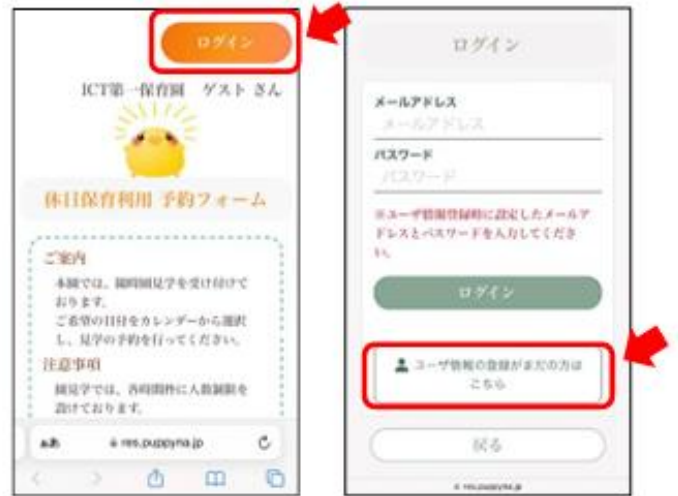 ログイン
ICT第一保育園 ゲスト さん
休日保育利用 予約フォーム
ご案内
本園では、随時園見学を受け付けて
おります。
ご希望の日付をカレンダーから選択
し、見学の予約を行ってください。
注意事項
園見学では、各時間件に人数制限を
設けております。
ぁあ
res.puppyna.jp
ログイン
メールアドレス
メールアドレス
パスワード
パスワード
※ユーザ情報登録時に設定したメールア
ドレスとパスワードを入力してくださ
い。
ログイン
ユーザ情報の登録がまだの方は
こちら
戻る
res.puppyna.jp